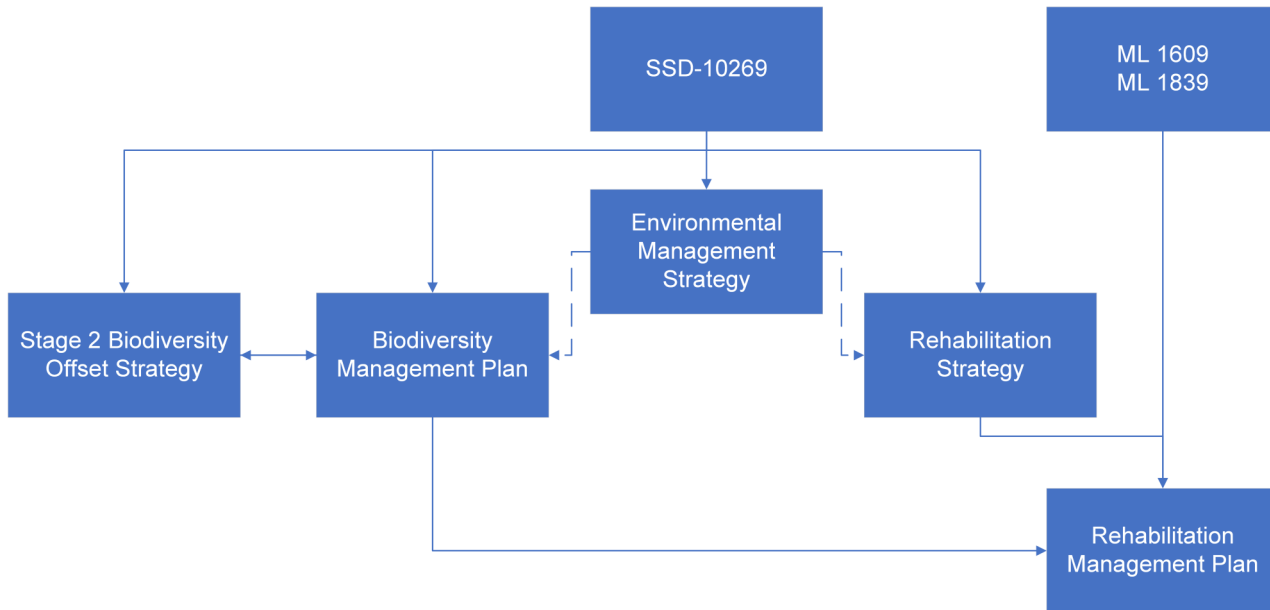 SSD-10269
ML 1609
ML 1839
Environmental
Management
Strategy
Stage 2 Biodiversity
Offset Strategy
Biodiversity
Management Plan
Rehabilitation
Strategy
Rehabilitation
Management Plan